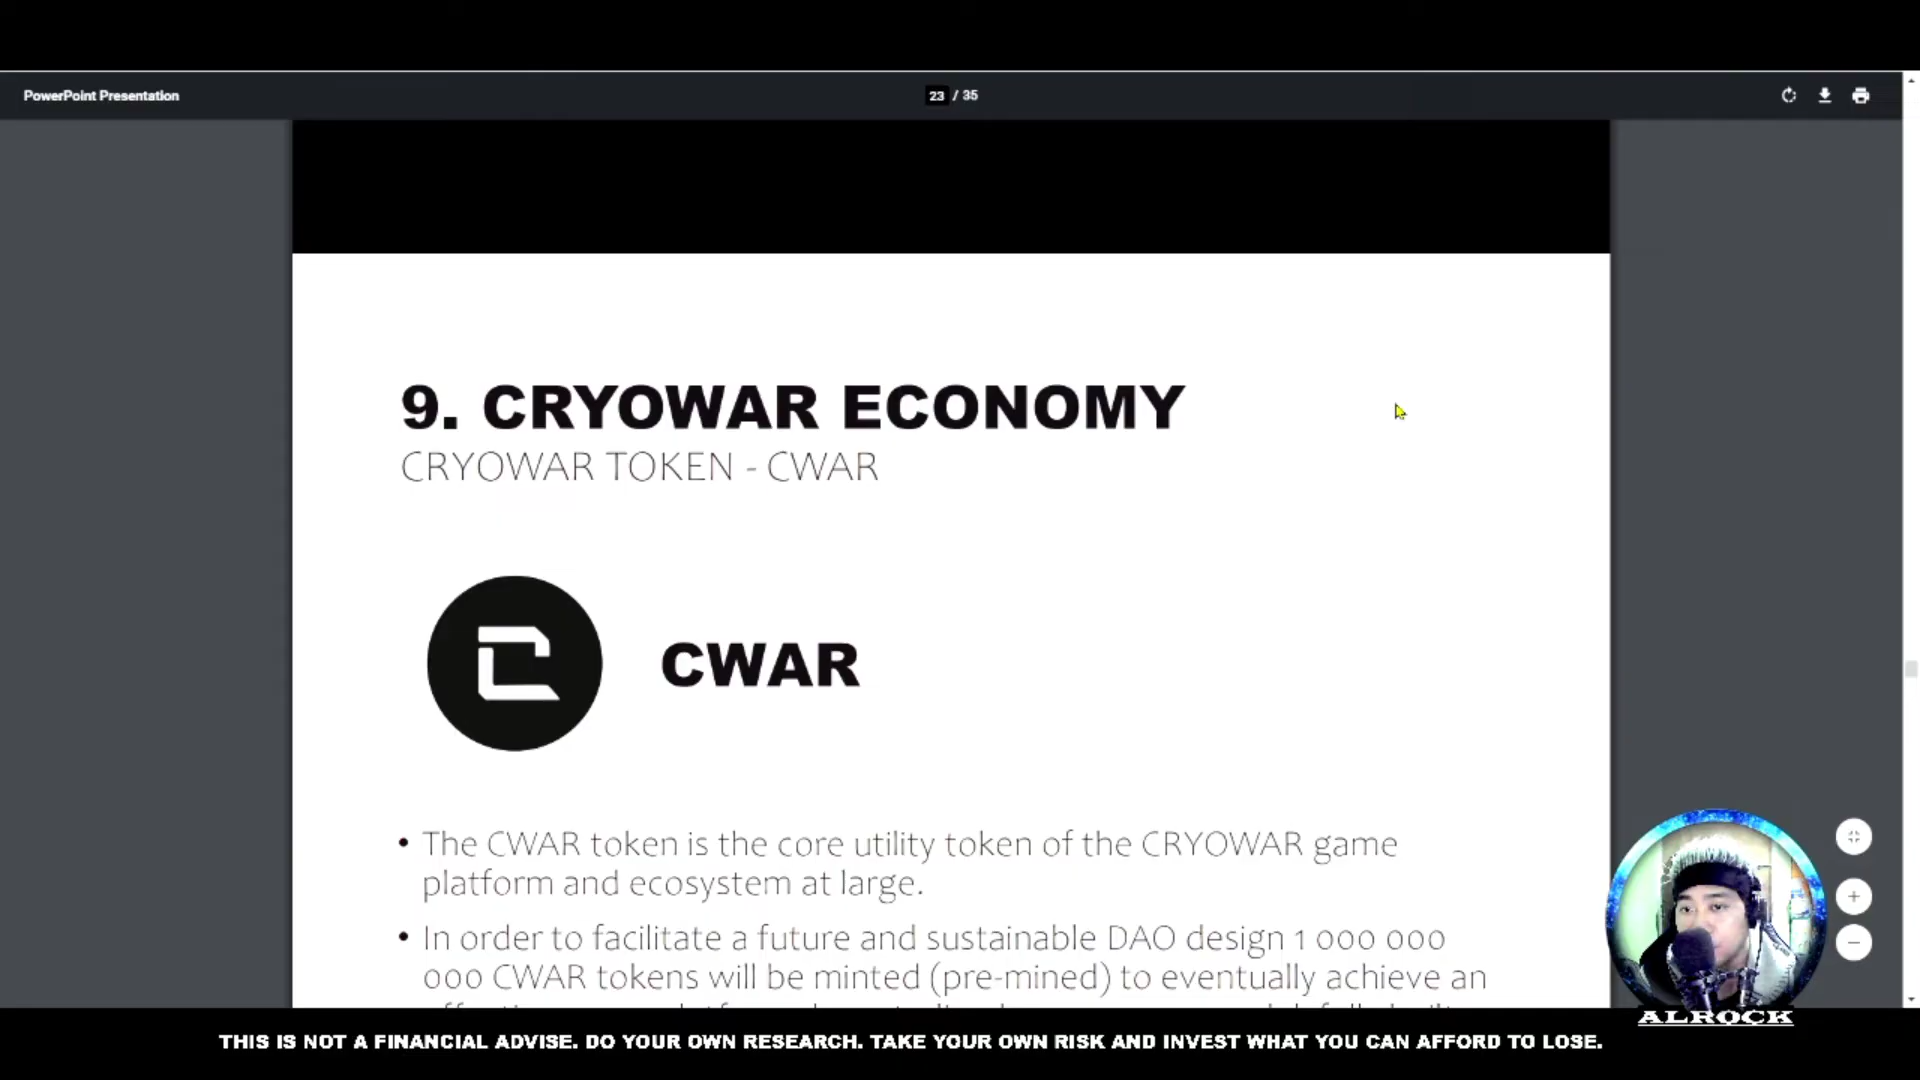 PowerPoint Presentation
23 / 35
9. CRYOWAR ECONOMY
CRYOWAR TOKEN - CWAR
CWAR
• The CWAR token is the core utility token of the CRYOWAR game
platform and ecosystem at large.
• In order to facilitate a future and sustainable DAO design 1 000 000
000 CWAR tokens will be minted (pre-mined) to eventually achieve an
ALROCK
THIS IS NOT A FINANCIAL ADVISE. DO YOUR OWN RESEARCH. TAKE YOUR OWN RISK AND INVEST WHAT YOU CAN AFFORD TO LOSE.